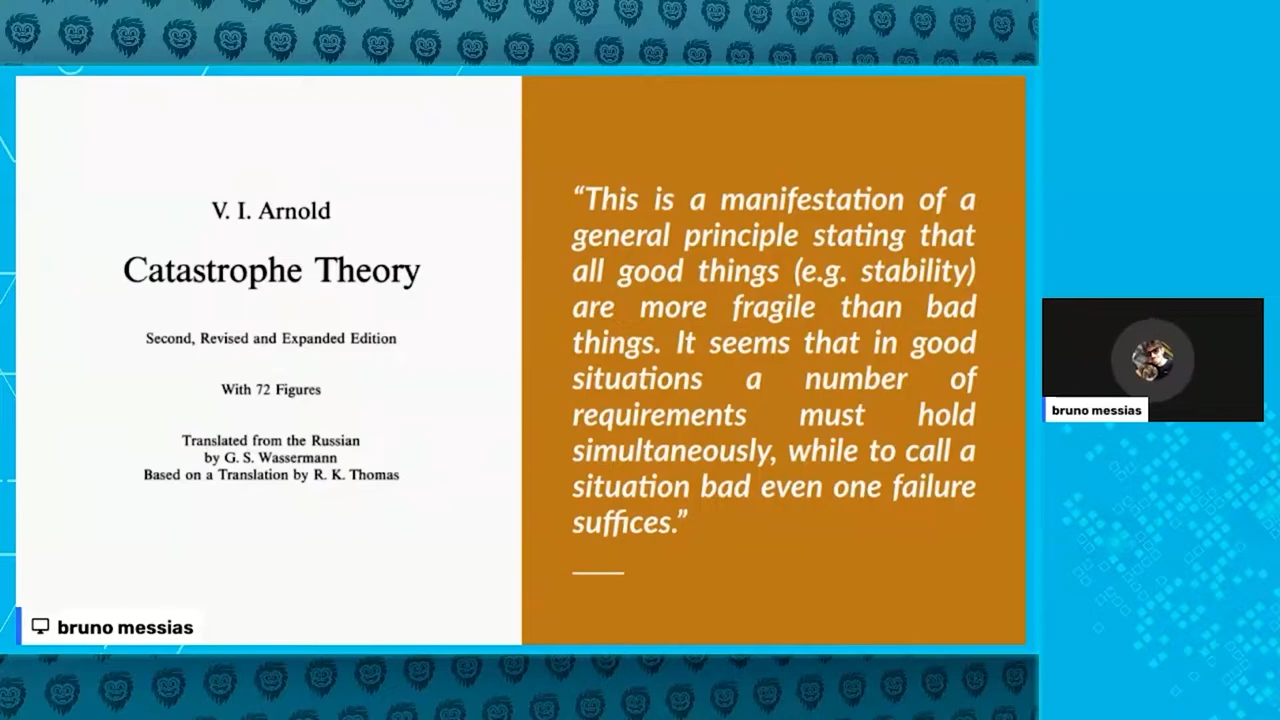 V. I. Arnold
Catastrophe Theory
Second, Revised and Expanded Edition
With 72 Figures
Translated from the Russian
by G. S. Wassermann
Based on a Translation by R. K. Thomas
“This is a manifestation of a
general principle stating that
all good things (e.g. stability)
are more fragile than bad
things. It seems that in good
situations a number of
requirements must hold
simultaneously, while to call a
situation bad even one failure
suffices.”
bruno messias
bruno messias